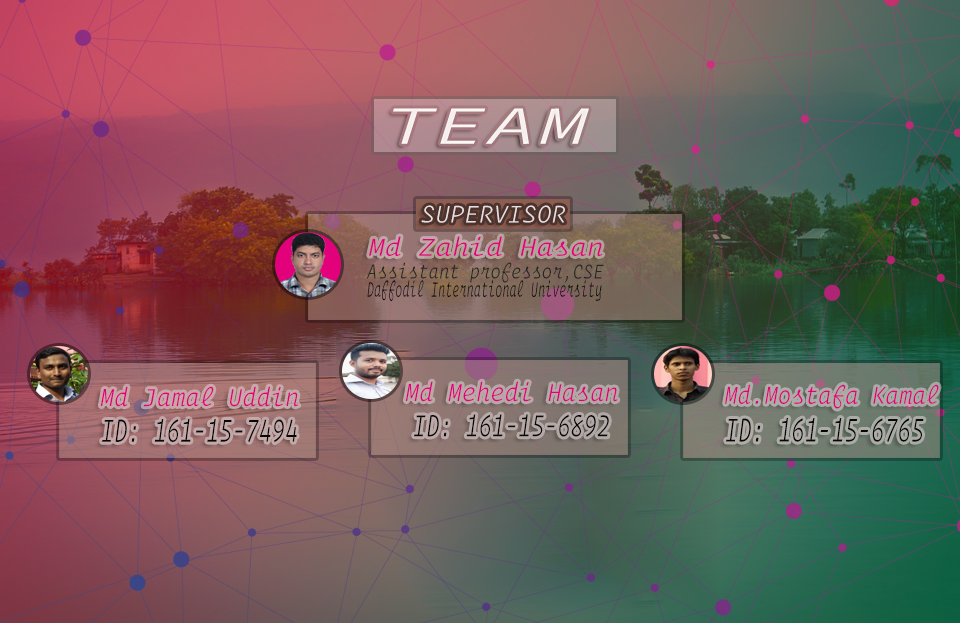 TEAM
SUPERVISOR
Md Zahid Hasan
Assistant professor,CSE
Daffodil International University
Md Jamal Uddin
ID: 161-15-7494
Md Mehedi Hasan
ID: 161-15-6892
Md.Mostafa Kamal
ID: 161-15-6765